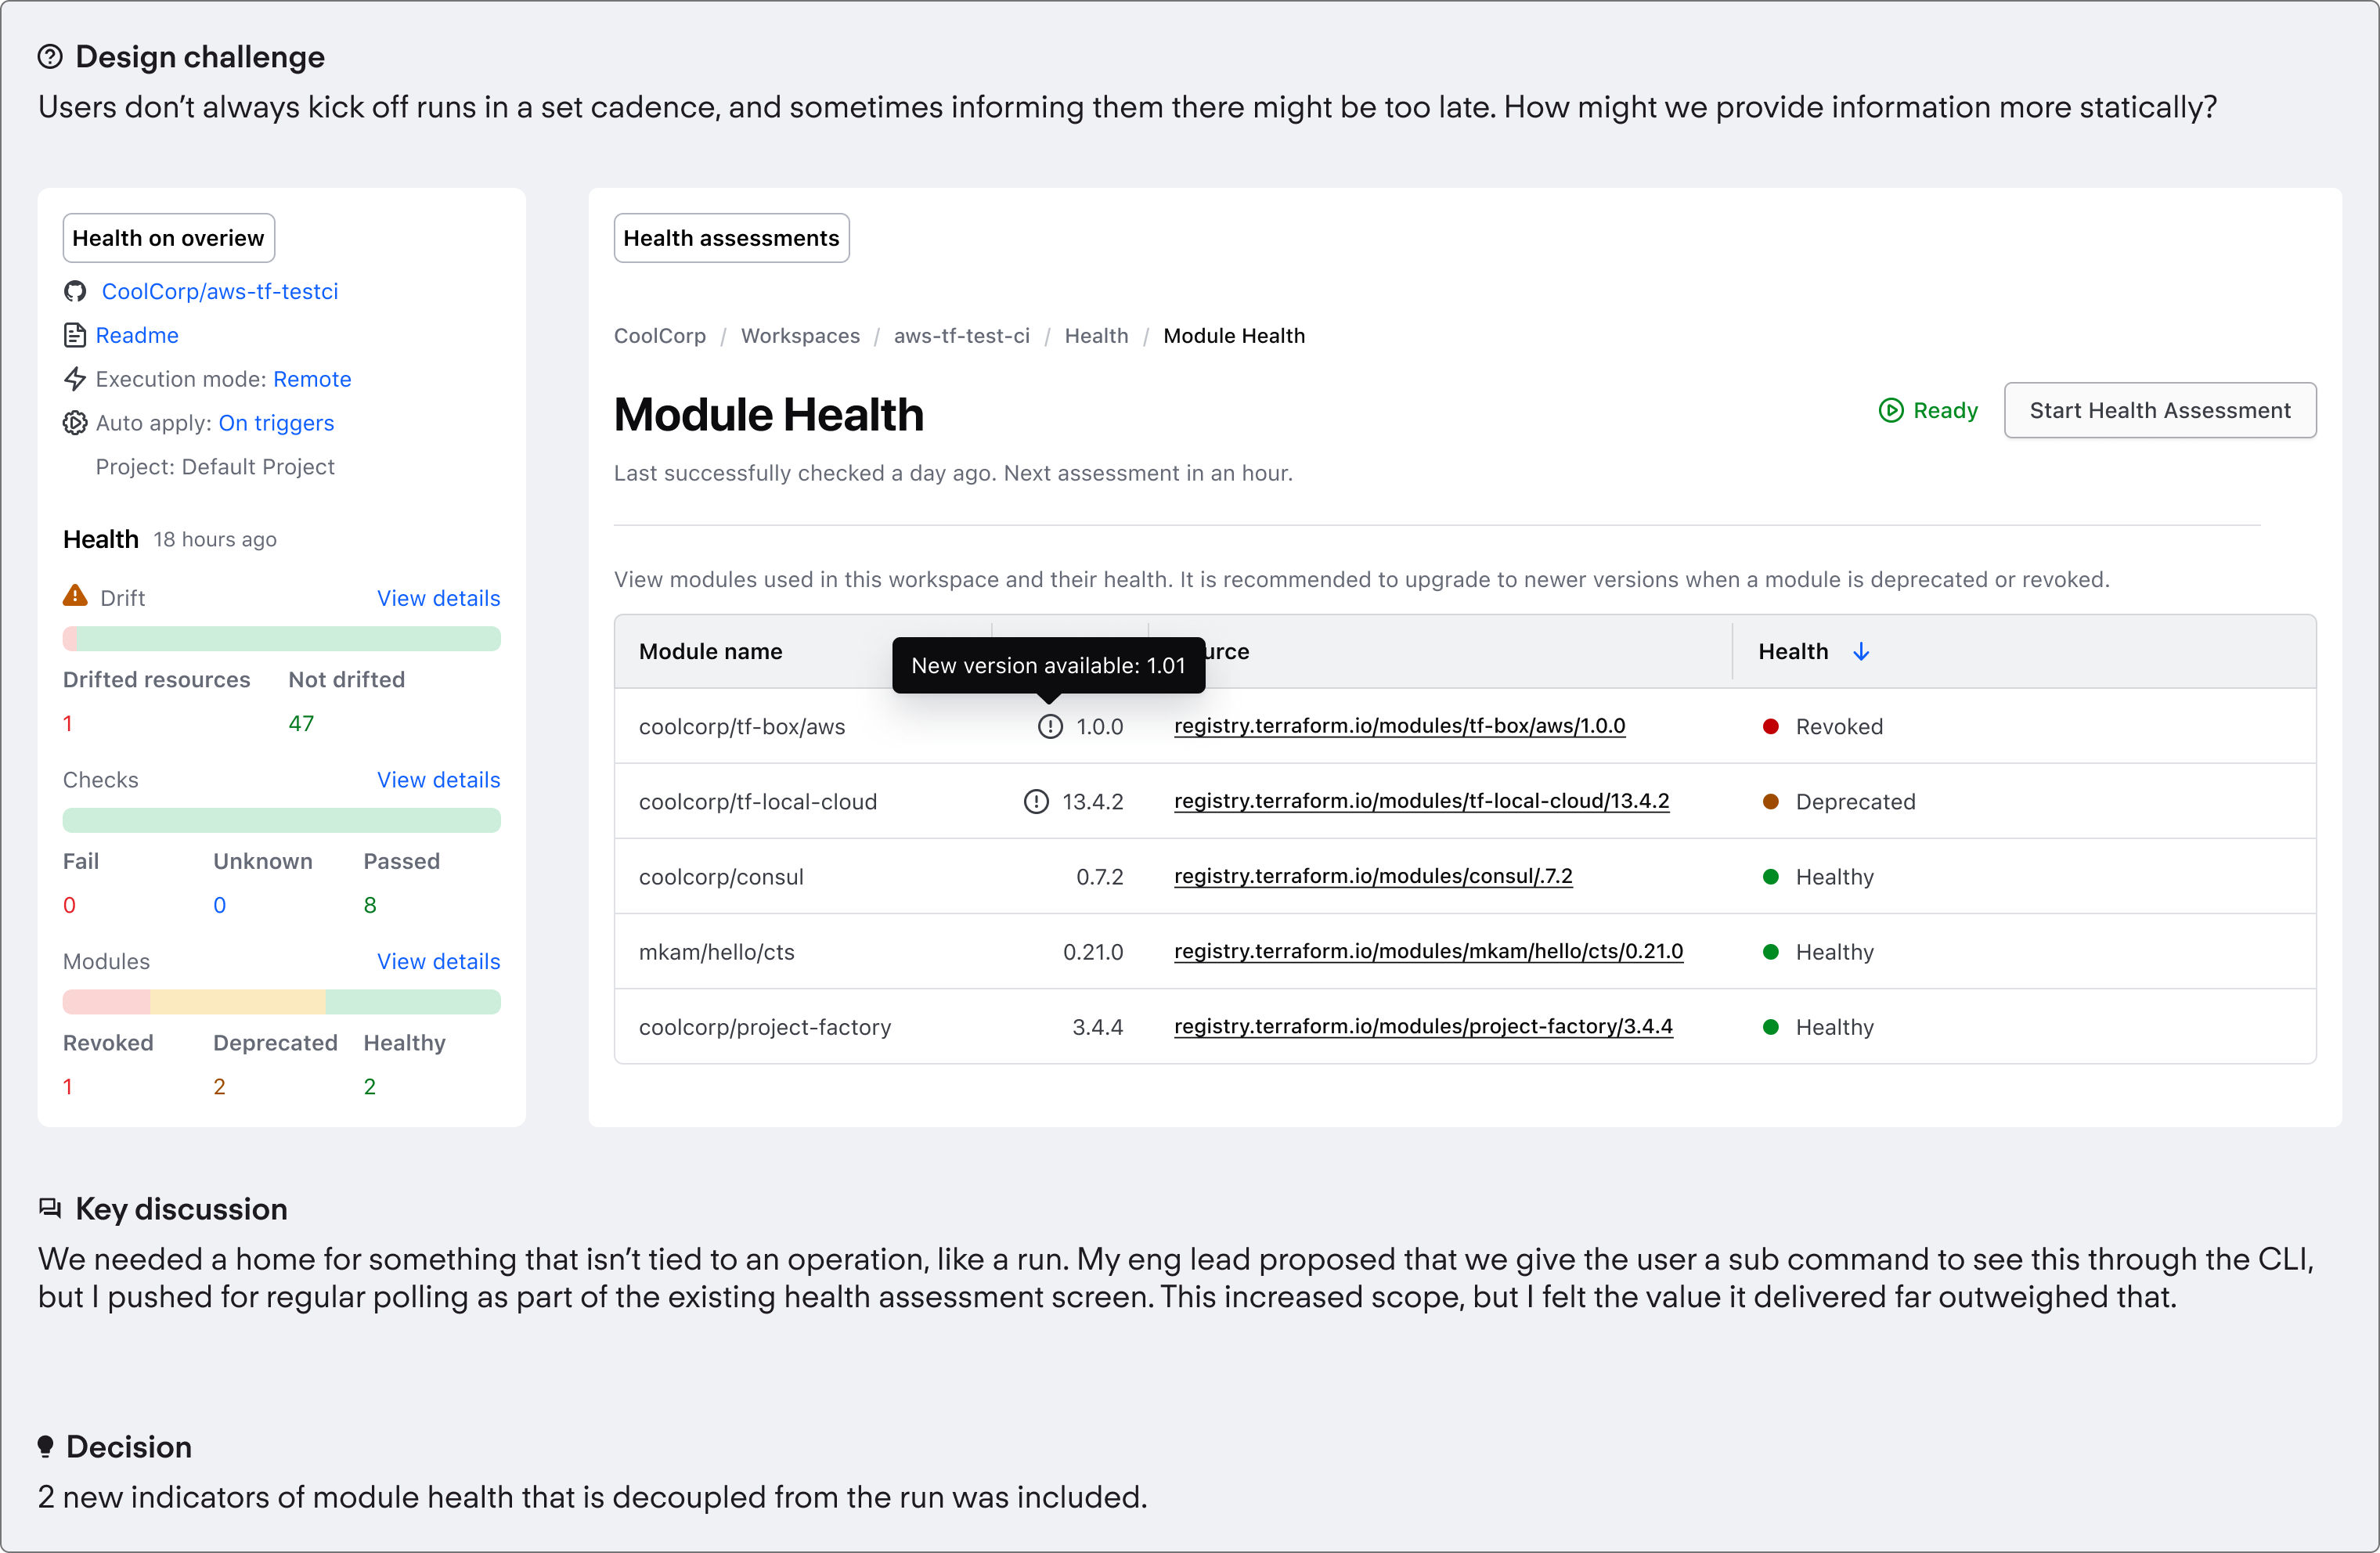 Design challenge
Users don’t always kick off runs in a set cadence, and sometimes informing them there might be too late. How might we provide information more statically?
Health on overiew
CoolCorp/aws-tf-testci
Readme
Execution mode: Remote
Auto apply: On triggers
Project: Default Project
Health 18 hours ago
Drift View details
Drifted resources Not drifted
1 47
Checks View details
Fail Unknown Passed
0 0 8
Modules View details
Revoked Deprecated Healthy
1 2 2
Health assessments
CoolCorp / Workspaces / aws-tf-test-ci / Health / Module Health
Module Health
Ready Start Health Assessment
Last successfully checked a day ago. Next assessment in an hour.
View modules used in this workspace and their health. It is recommended to upgrade to newer versions when a module is deprecated or revoked.
Module name urce Health
New version available: 1.01
coolcorp/tf-box/aws 1.0.0 registry.terraform.io/modules/tf-box/aws/1.0.0 Revoked
coolcorp/tf-local-cloud 13.4.2 registry.terraform.io/modules/tf-local-cloud/13.4.2 Deprecated
coolcorp/consul 0.7.2 registry.terraform.io/modules/consul/.7.2 Healthy
mkam/hello/cts 0.21.0 registry.terraform.io/modules/mkam/hello/cts/0.21.0 Healthy
coolcorp/project-factory 3.4.4 registry.terraform.io/modules/project-factory/3.4.4 Healthy
Key discussion
We needed a home for something that isn’t tied to an operation, like a run. My eng lead proposed that we give the user a sub command to see this through the CLI,
but I pushed for regular polling as part of the existing health assessment screen. This increased scope, but I felt the value it delivered far outweighed that.
Decision
2 new indicators of module health that is decoupled from the run was included.